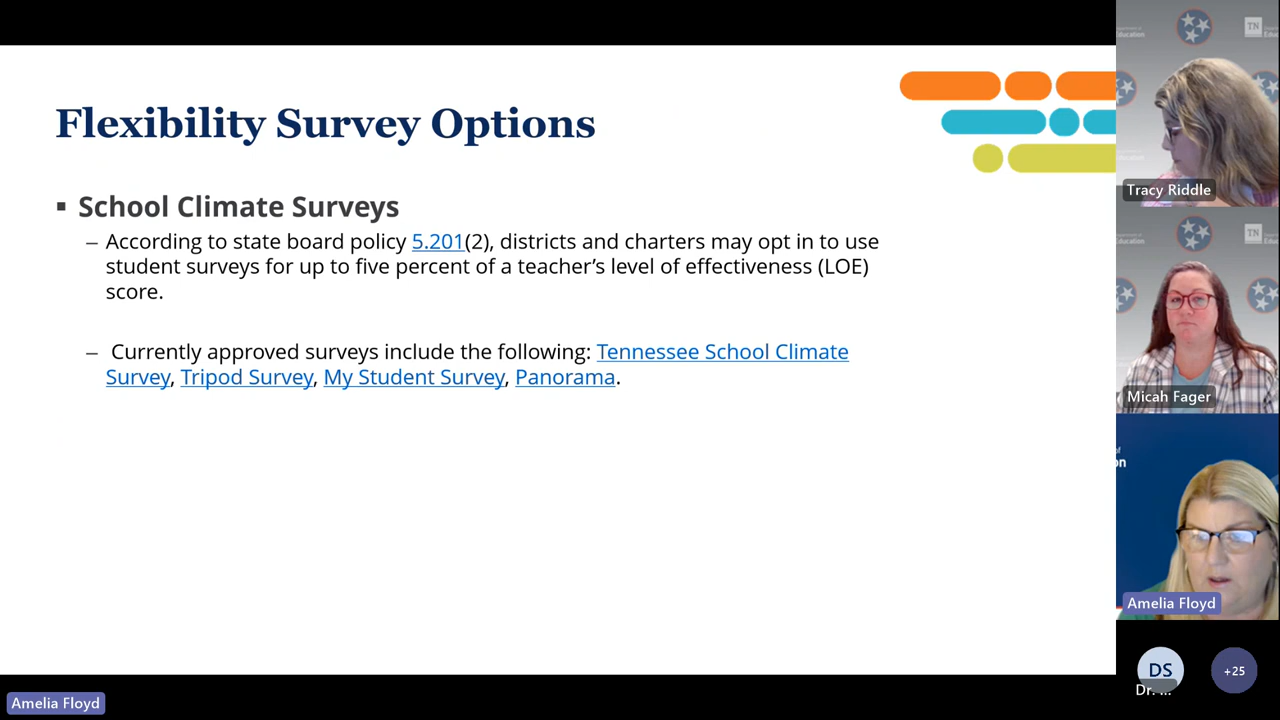 Flexibility Survey Options
▪ School Climate Surveys
– According to state board policy 5.201(2), districts and charters may opt in to use
student surveys for up to five percent of a teacher’s level of effectiveness (LOE)
score.
– Currently approved surveys include the following: Tennessee School Climate
Survey, Tripod Survey, My Student Survey, Panorama.
TN
Tracy Riddle
TN
Micah Fager
Amelia Floyd
DS
Dr. ...
+25
Amelia Floyd